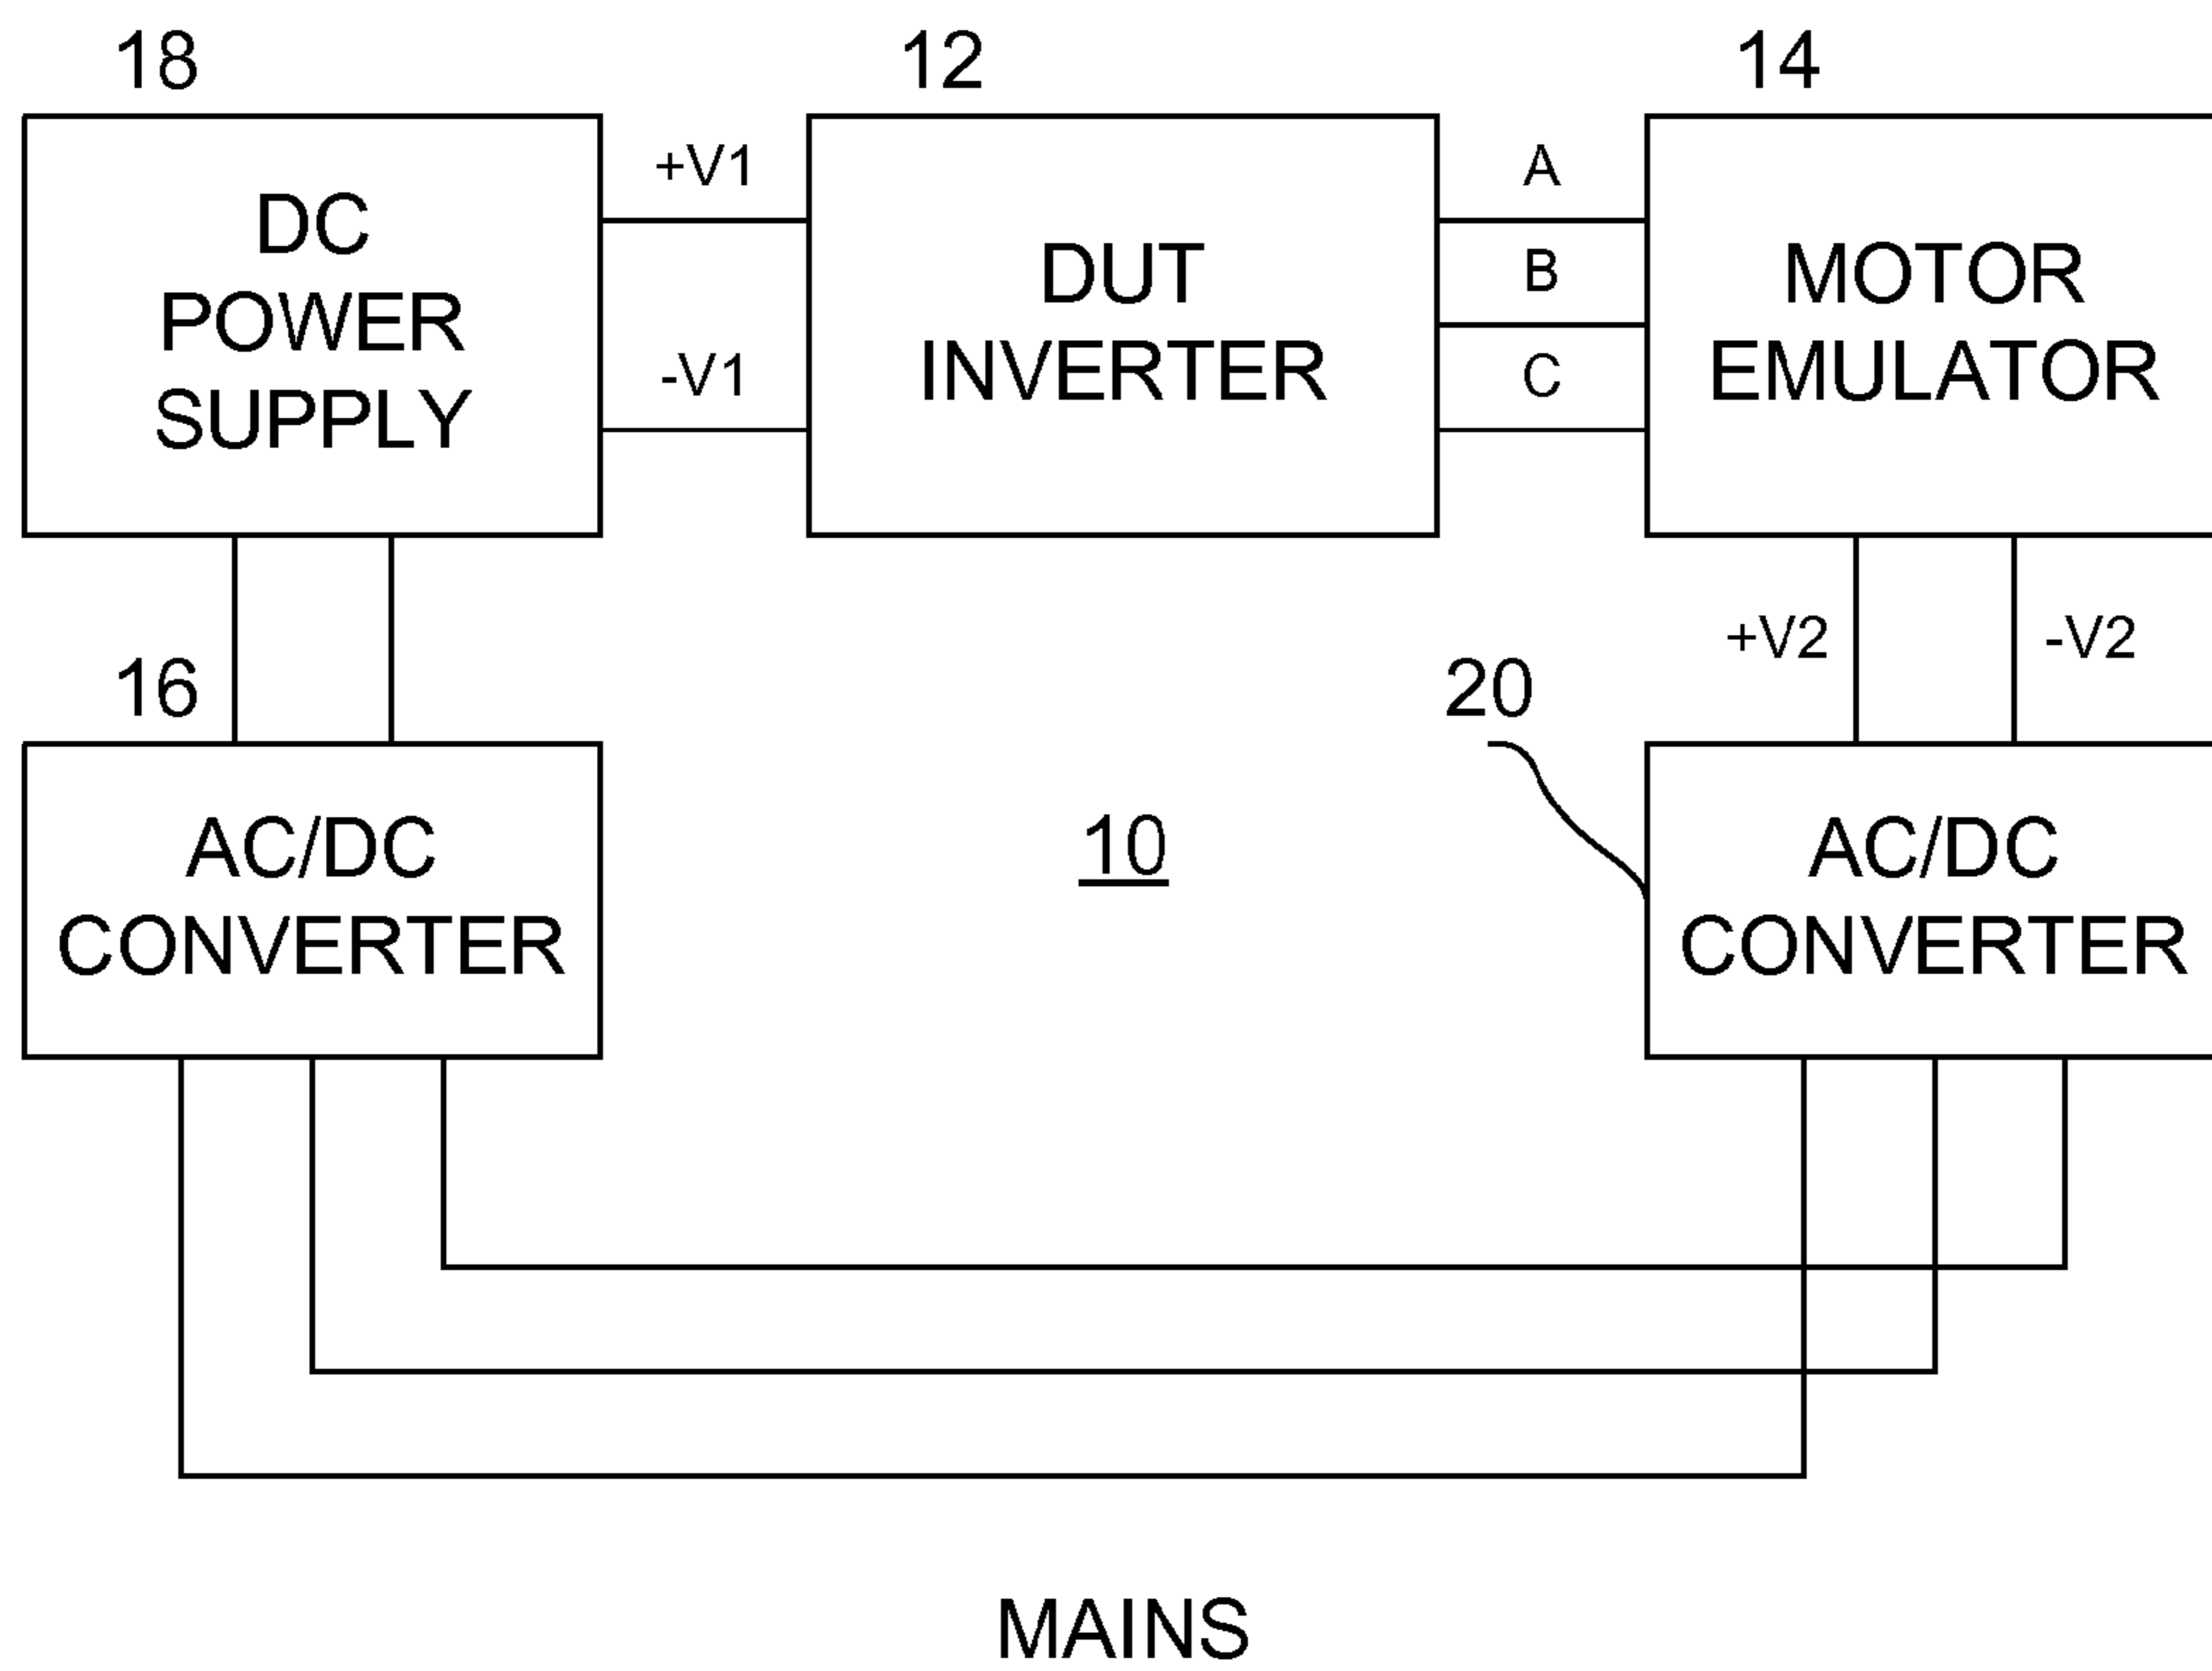 18
12
14
DC
POWER
SUPPLY
+V1
-V1
DUT
INVERTER
A
B
C
MOTOR
EMULATOR
+V2
-V2
16
20
AC/DC
CONVERTER
10
AC/DC
CONVERTER
MAINS